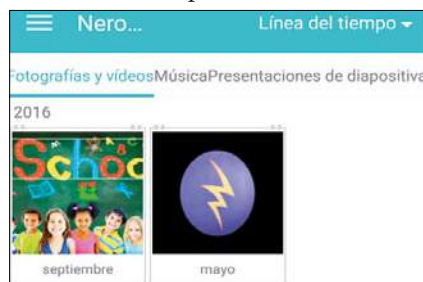 Nero... Línea del tiempo
Fotografías y vídeos Música Presentaciones de diapositiva
2016
School
septiembre mayo